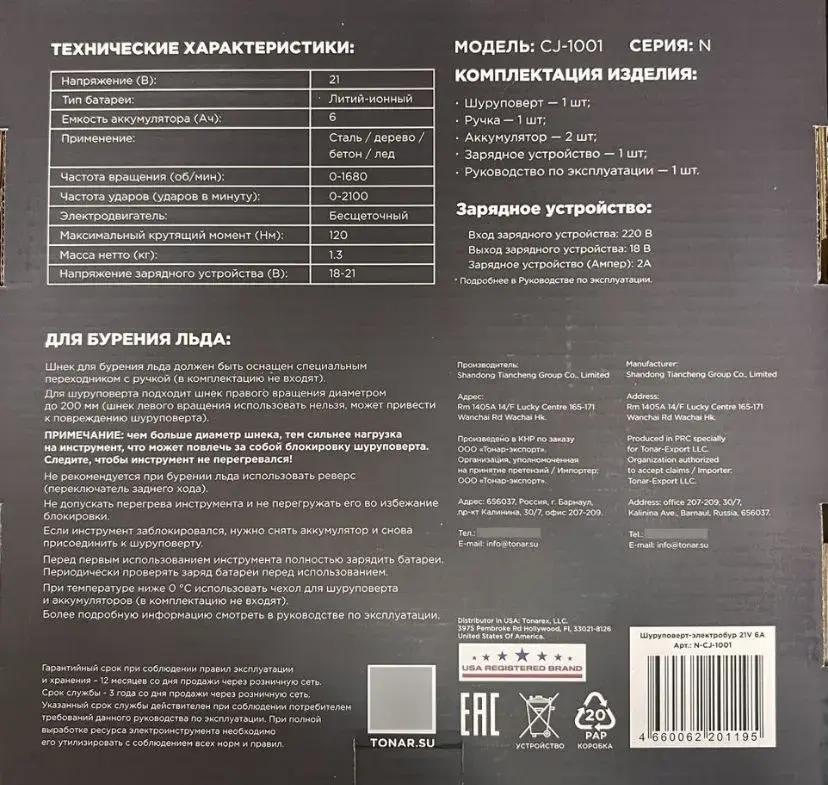 ТЕХНИЧЕСКИЕ ХАРАКТЕРИСТИКИ:
Напряжение (В): 21
Тип батареи: Литий-ионный
Емкость аккумулятора (Ач): 6
Применение: Сталь / дерево /
бетон / лед
Частота вращения (об/мин): 0-1680
Частота ударов (ударов в минуту): 0-2100
Электродвигатель: Бесщеточный
Максимальный крутящий момент (Нм): 120
Масса нетто (кг): 1.3
Напряжение зарядного устройства (В): 18-21
МОДЕЛЬ: CJ-1001 СЕРИЯ: N
КОМПЛЕКТАЦИЯ ИЗДЕЛИЯ:
· Шуруповерт — 1 шт;
· Ручка — 1 шт;
· Аккумулятор — 2 шт;
· Зарядное устройство — 1 шт;
· Руководство по эксплуатации — 1 шт.
Зарядное устройство:
Вход зарядного устройства: 220 В
Выход зарядного устройства: 18 В
Зарядное устройство (Ампер): 2А
* Подробнее в Руководстве по эксплуатации.
ДЛЯ БУРЕНИЯ ЛЬДА:
Шнек для бурения льда должен быть оснащен специальным
переходником с ручкой (в комплектацию не входят).
Для шуруповерта подходит шнек правого вращения диаметром
до 200 мм (шнек левого вращения использовать нельзя, может привести
к повреждению шуруповерта).
ПРИМЕЧАНИЕ: чем больше диаметр шнека, тем сильнее нагрузка
на инструмент, что может повлечь за собой блокировку шуруповерта.
Следите, чтобы инструмент не перегревался!
Не рекомендуется при бурении льда использовать реверс
(переключатель заднего хода).
Не допускать перегрева инструмента и не перегружать его во избежание
блокировки.
Если инструмент заблокировался, нужно снять аккумулятор и снова
присоединить к шуруповерту.
Перед первым использованием инструмента полностью зарядить батареи.
Периодически проверять заряд батареи перед использованием.
При температуре ниже 0 °С использовать чехол для шуруповерта
и аккумуляторов (в комплектацию не входят).
Более подробную информацию смотреть в руководстве по эксплуатации.
Производитель:
Shandong Tiancheng Group Co., Limited
Адрес:
Rm 1405A 14/F Lucky Centre 165-171
Wanchai Rd Wachai Hk.
Произведено в КНР по заказу
ООО «Тонар-экспорт».
Организация, уполномоченная
на принятие претензий / Импортер:
ООО «Тонар-экспорт».
Адрес: 656037, Россия, г. Барнаул,
пр-кт Калинина, 30/7, офис 207-209.
Тел.:
E-mail: info@tonar.su
Manufacturer:
Shandong Tiancheng Group Co., Limited
Address:
Rm 1405A 14/F Lucky Centre 165-171
Wanchai Rd Wachai Hk.
Produced in PRC specially
for Tonar-Export LLC.
Organization authorized
to accept claims / Importer:
Tonar-Export LLC.
Address: office 207-209, 30/7,
Kalinina Ave., Barnaul, Russia, 656037.
Tel.:
E-mail: info@tonar.su
Distributor in USA: Tonarex, LLC.
3975 Pembroke Rd Hollywood, Fl, 33021-8126
United States Of America.
USA REGISTERED BRAND
Гарантийный срок при соблюдении правил эксплуатации
и хранения – 12 месяцев со дня продажи через розничную сеть.
Срок службы - 3 года со дня продажи через розничную сеть.
Указанный срок службы действителен при соблюдении потребителем
требований данного руководства по эксплуатации. При полной
выработке ресурса электроинструмента необходимо
его утилизировать с соблюдением всех норм и правил.
TONAR.SU
EAC
УСТРОЙСТВО
20
PAP
КОРОБКА
Шуруповерт-электробур 21V 6А
Арт.: N-CJ-1001
4 660062 201195